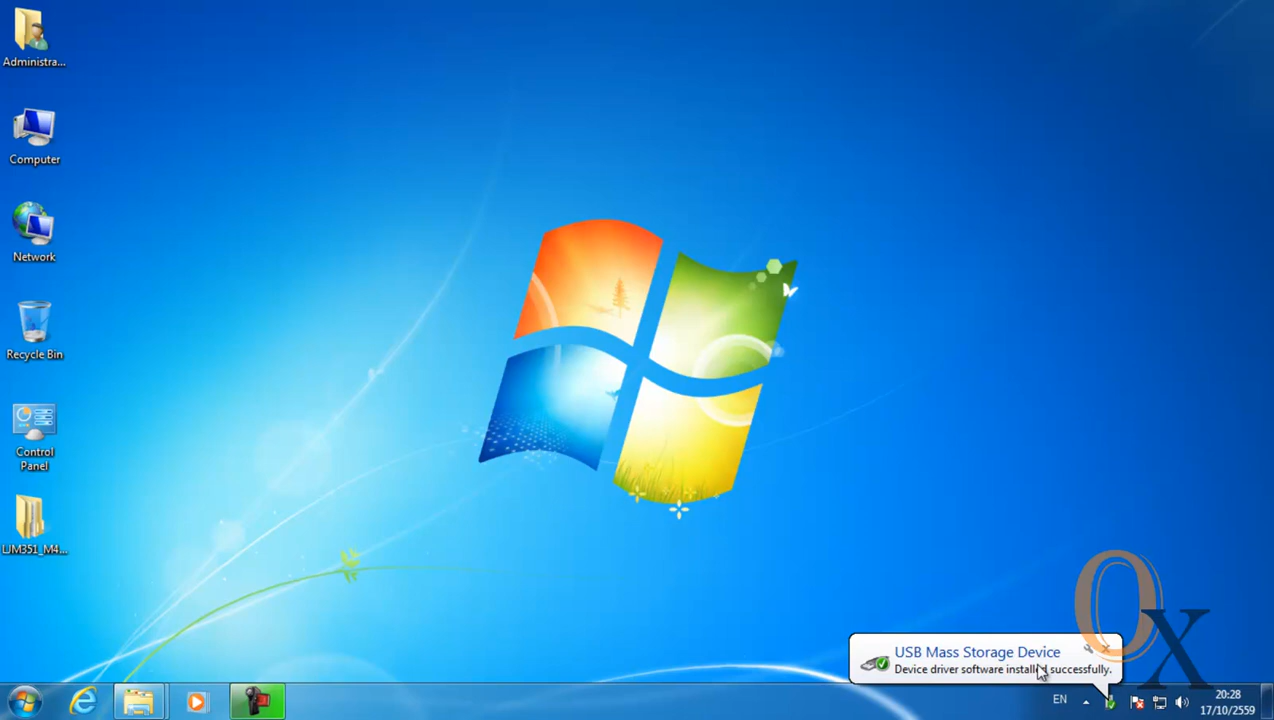 Administra...
Computer
Network
Recycle Bin
Control
Panel
LJM351_M4...
USB Mass Storage Device
Device driver software installed successfully.
OX
EN
20:28
17/10/2559